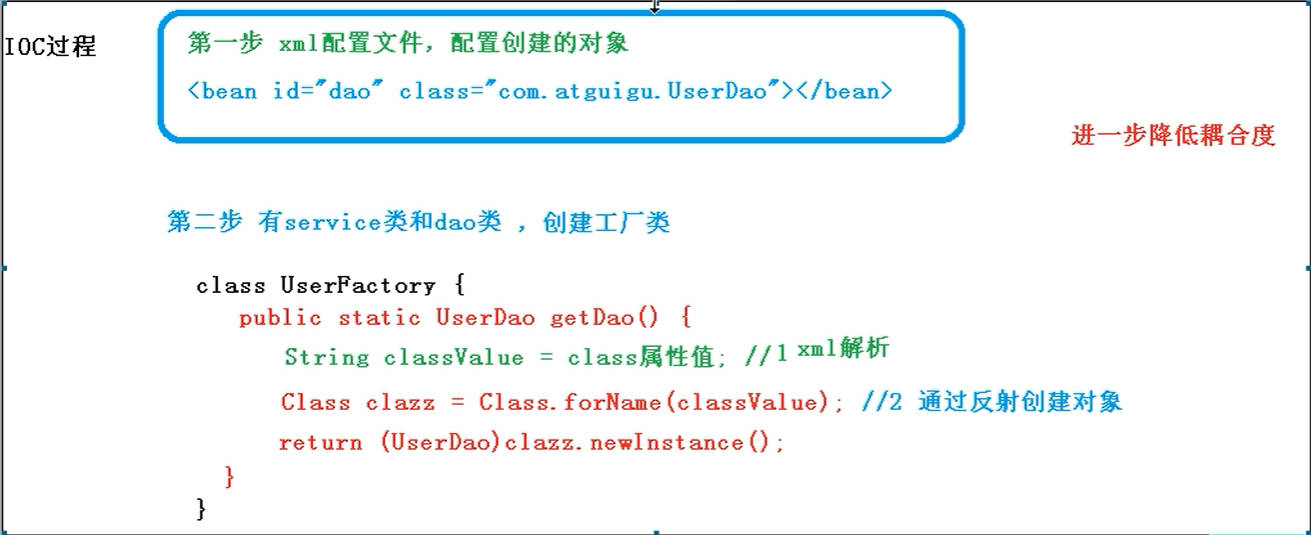 IOC过程
第一步 xml配置文件，配置创建的对象
<bean id="dao" class="com.atguigu.UserDao"></bean>
进一步降低耦合度
第二步 有service类和dao类 ，创建工厂类
class UserFactory {
public static UserDao getDao() {
String classValue = class属性值; //1 xml解析
Class clazz = Class.forName(classValue); //2 通过反射创建对象
return (UserDao)clazz.newInstance();
}
}